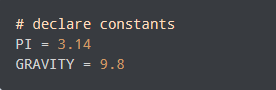 # declare constants
PI = 3.14
GRAVITY = 9.8